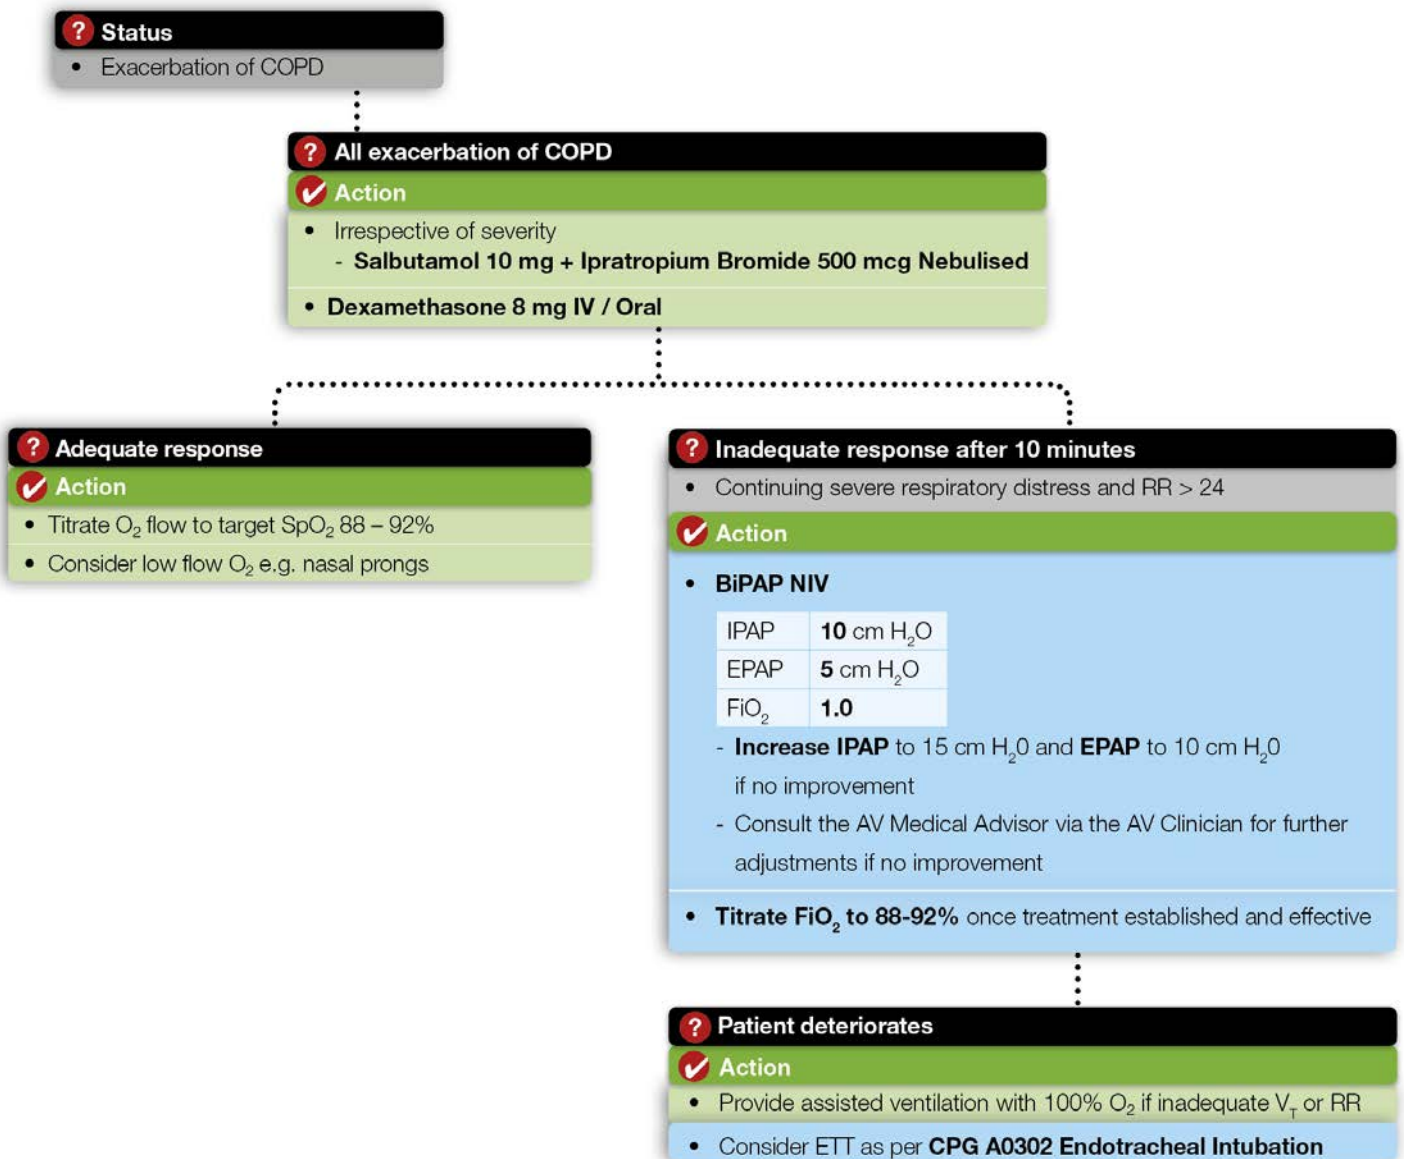 ? Status
• Exacerbation of COPD
? All exacerbation of COPD
✔ Action
• Irrespective of severity
- Salbutamol 10 mg + Ipratropium Bromide 500 mcg Nebulised
• Dexamethasone 8 mg IV / Oral
? Adequate response
✔ Action
• Titrate O₂ flow to target SpO₂ 88 – 92%
• Consider low flow O₂ e.g. nasal prongs
? Inadequate response after 10 minutes
• Continuing severe respiratory distress and RR > 24
✔ Action
• BiPAP NIV
IPAP 10 cm H₂O
EPAP 5 cm H₂O
FiO₂ 1.0
- Increase IPAP to 15 cm H₂0 and EPAP to 10 cm H₂0
if no improvement
- Consult the AV Medical Advisor via the AV Clinician for further
adjustments if no improvement
• Titrate FiO₂ to 88-92% once treatment established and effective
? Patient deteriorates
✔ Action
• Provide assisted ventilation with 100% O₂ if inadequate V_T or RR
• Consider ETT as per CPG A0302 Endotracheal Intubation